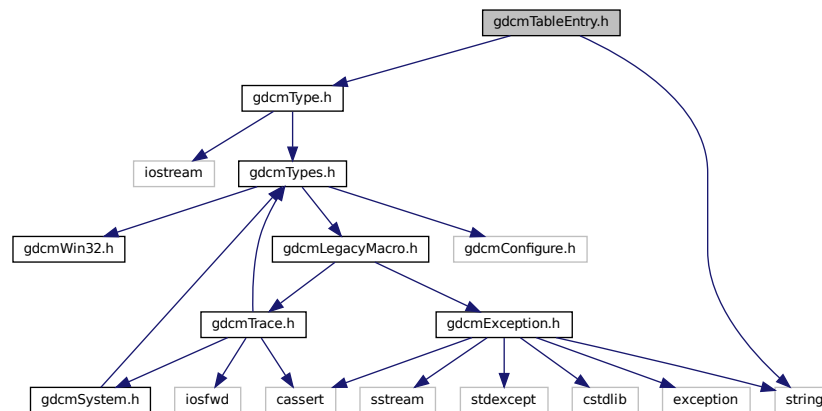 gdcmTableEntry.h
gdcmType.h
iostream
gdcmTypes.h
gdcmWin32.h
gdcmLegacyMacro.h
gdcmConfigure.h
gdcmTrace.h
gdcmException.h
gdcmSystem.h
iosfwd
cassert
sstream
stdexcept
cstdlib
exception
string